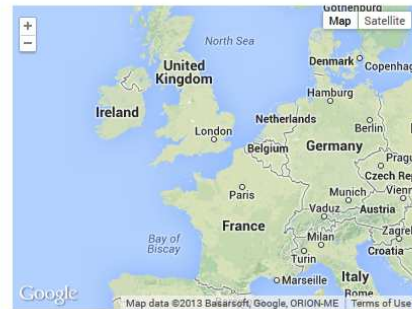 Gothenburg
+
−
Map
Satellite
North Sea
Denmark
Copenhag
United
Kingdom
Hamburg
Ireland
Netherlands
Berlin
London
Belgium
Germany
Pragu
Czech Rep
Paris
Munich
Vienn
Vaduz
Austria
France
Zagreb
Bay of
Biscay
Milan
Croatia
Turin
Marseille
Italy
Rome
Google
Map data ©2013 Basarsoft, Google, ORION-ME
Terms of Use